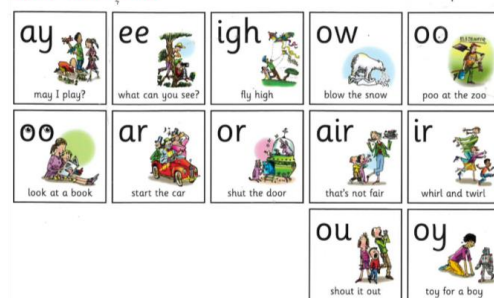 ay
may I play?
ee
what can you see?
igh
fly high
ow
blow the snow
oo
poo at the zoo
oo
look at a book
ar
start the car
or
shut the door
air
that's not fair
ir
whirl and twirl
ou
shout it out
oy
toy for a boy